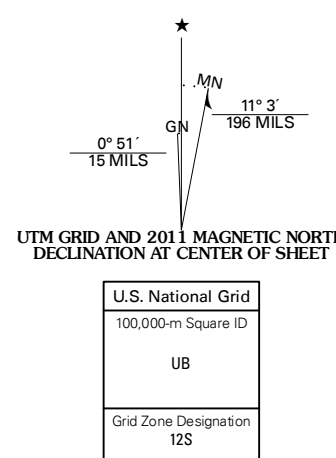 ★
MN
GN
11° 3´
196 MILS
0° 51´
15 MILS
UTM GRID AND 2011 MAGNETIC NORTH
DECLINATION AT CENTER OF SHEET
U.S. National Grid
100,000-m Square ID
UB
Grid Zone Designation
12S